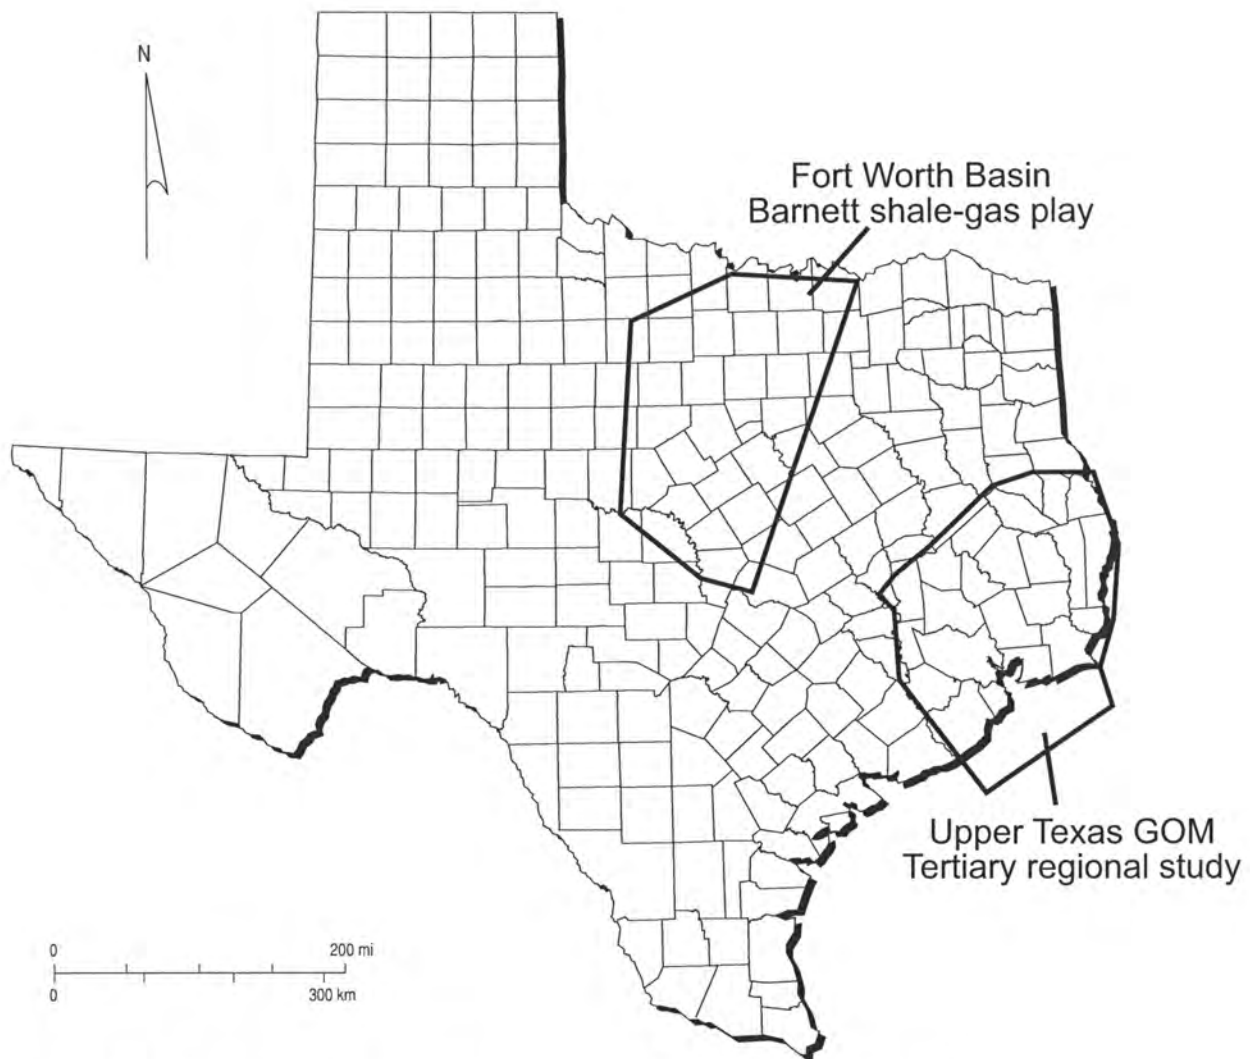 N
Fort Worth Basin
Barnett shale-gas play
Upper Texas GOM
Tertiary regional study
0 200 mi
0 300 km